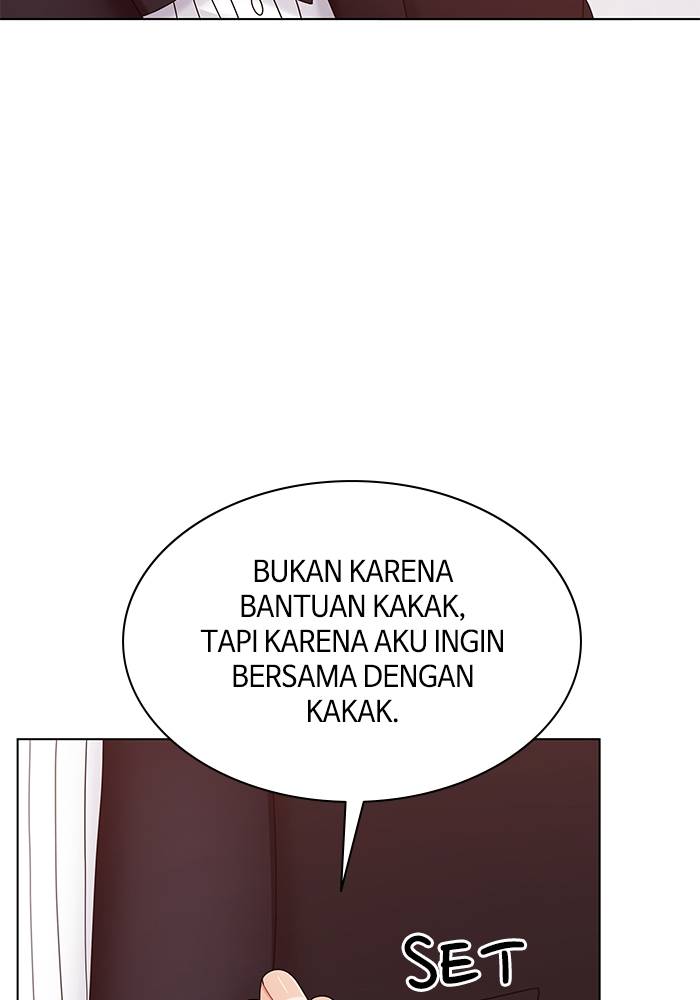 BUKAN KARENA
BANTUAN KAKAK,
TAPI KARENA AKU INGIN
BERSAMA DENGAN
KAKAK.
SET